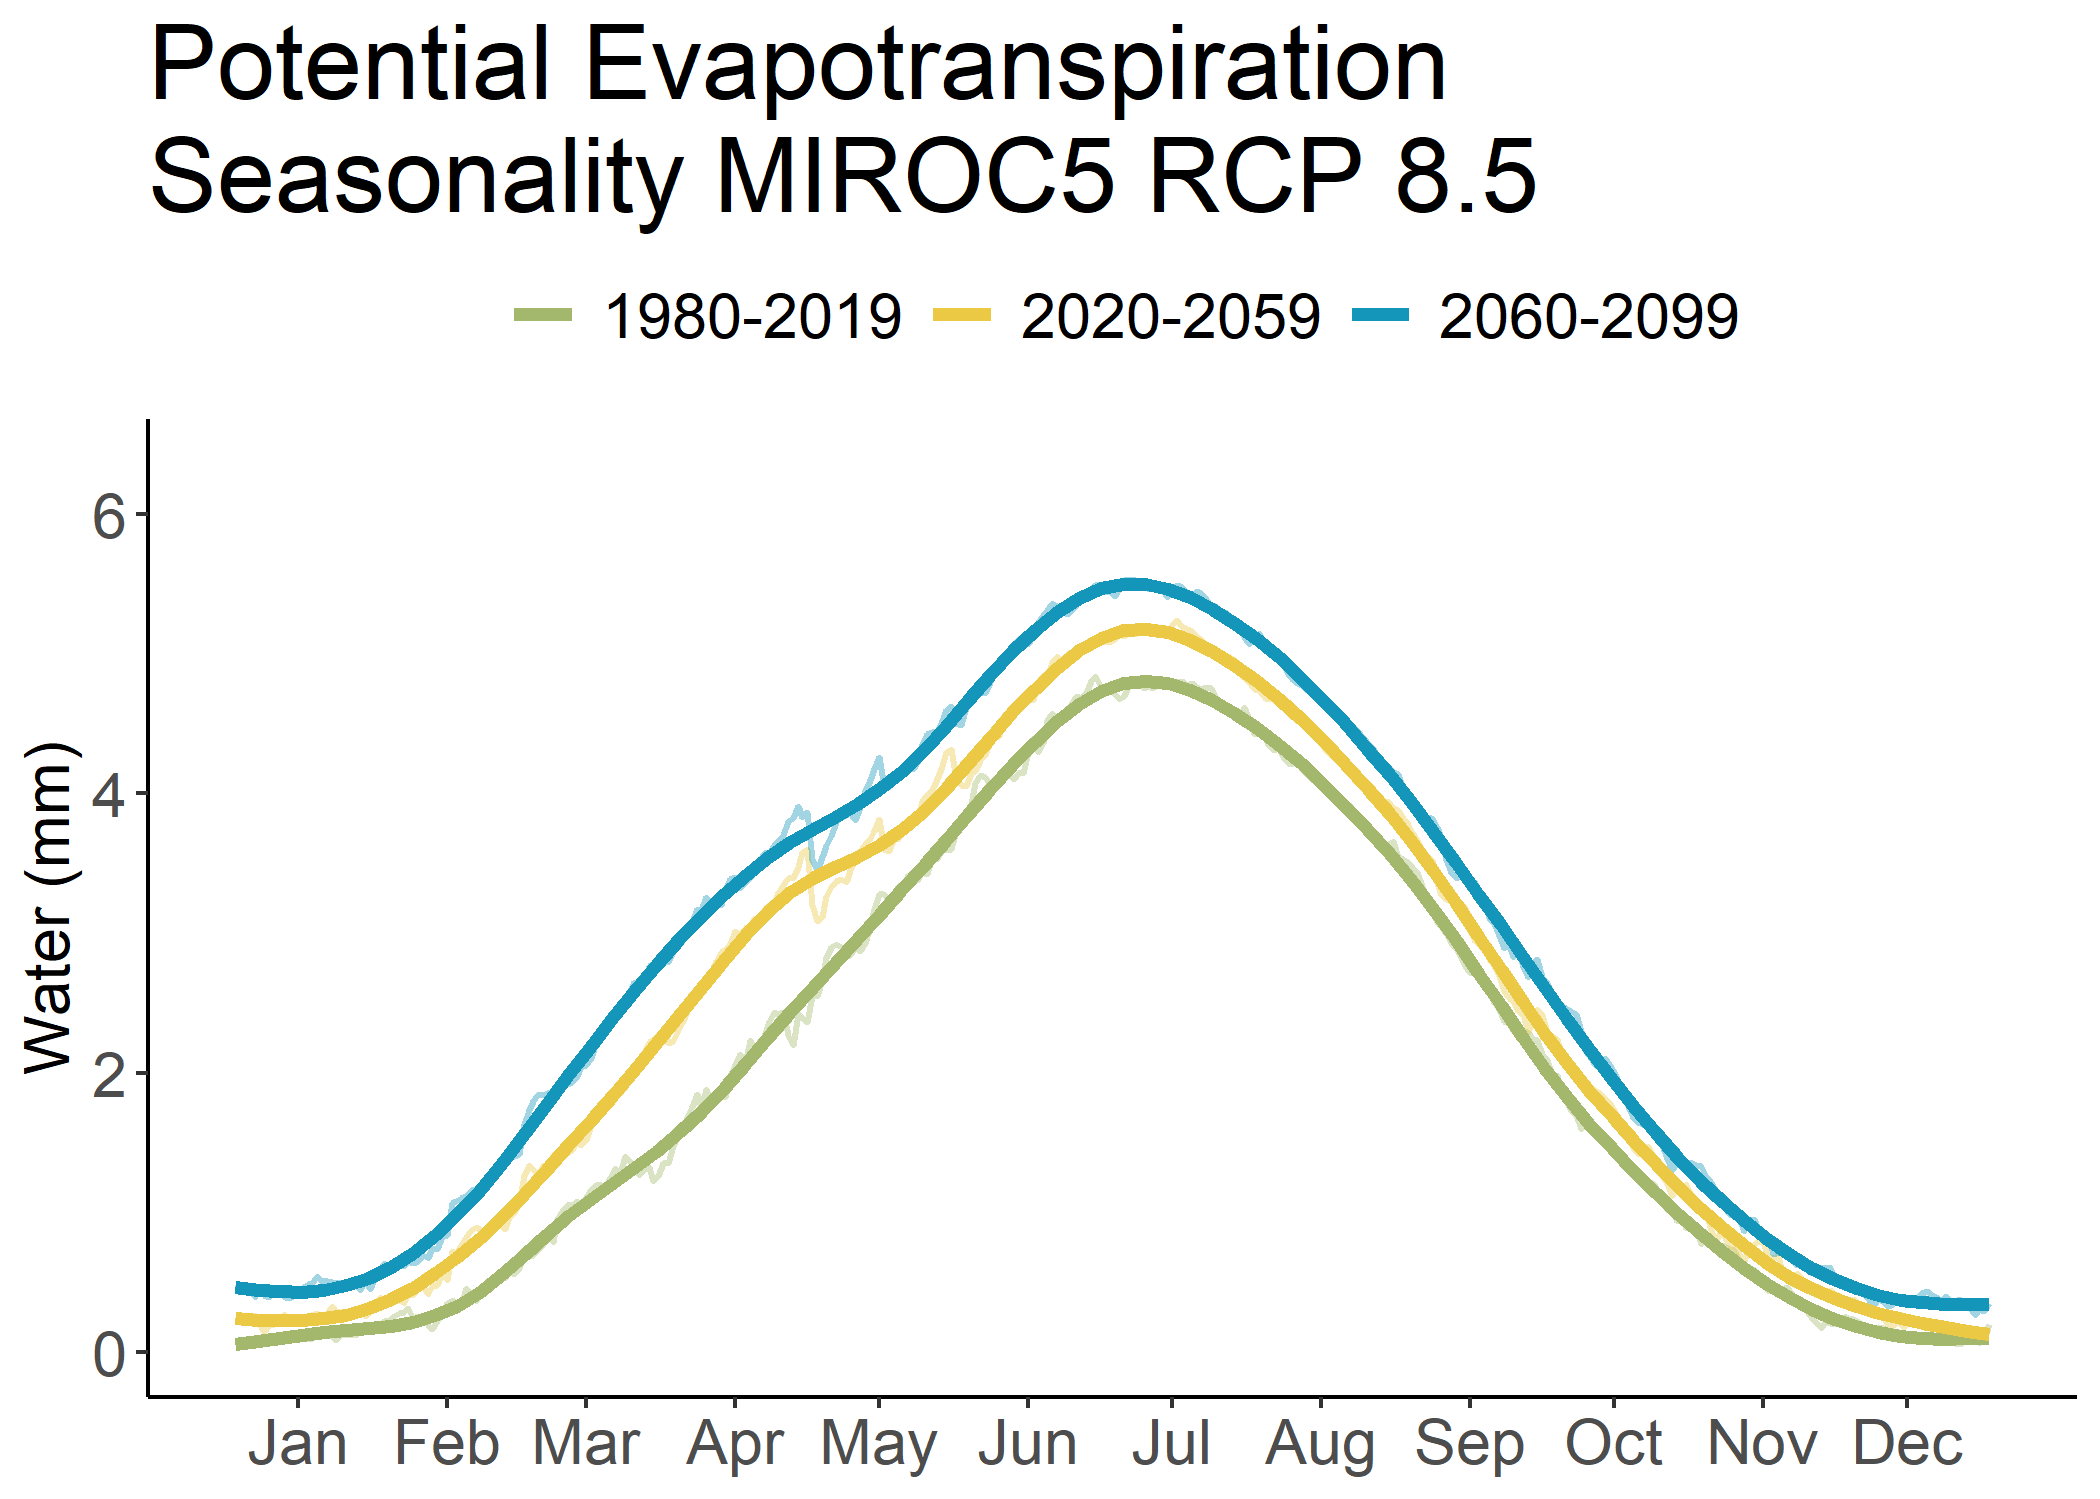 Potential Evapotranspiration
Seasonality MIROC5 RCP 8.5
1980-2019 2020-2059 2060-2099
Water (mm)
6
4
2
0
Jan Feb Mar Apr May Jun Jul Aug Sep Oct Nov Dec